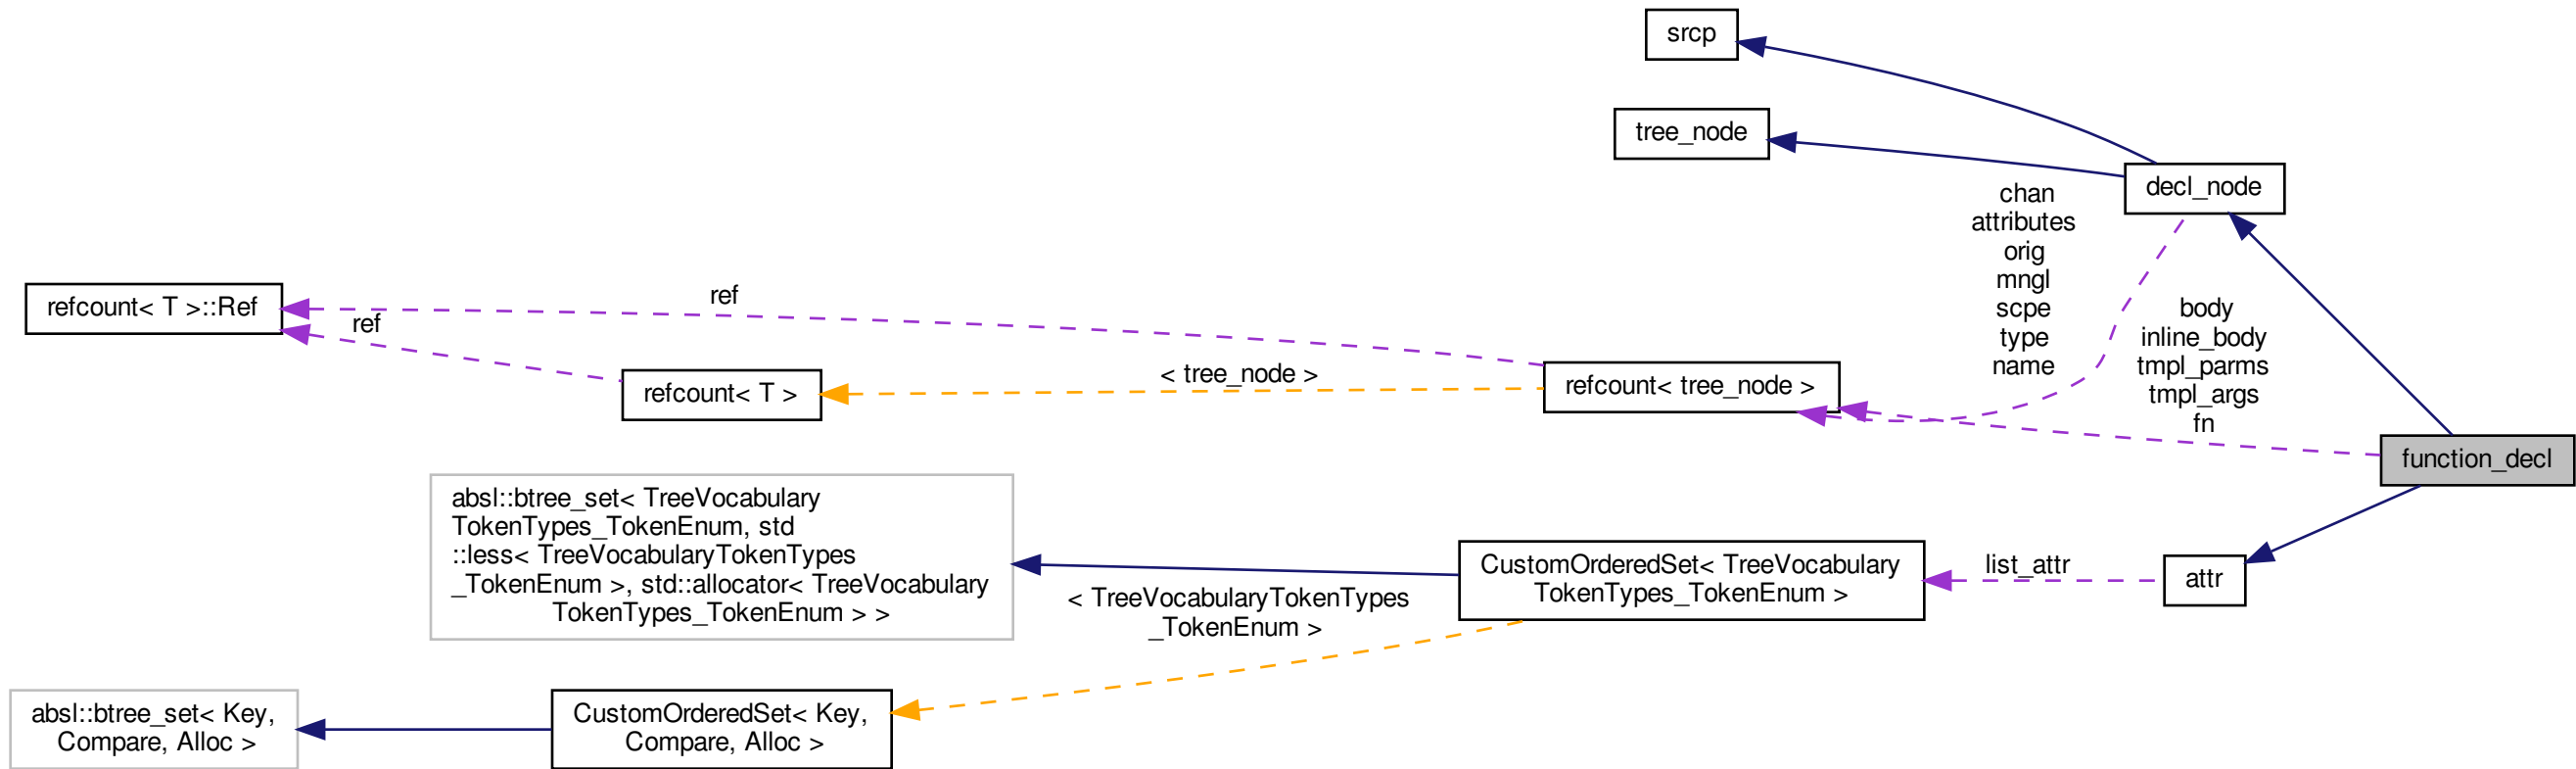 srcp
tree_node
decl_node
chan
attributes
orig
mngl
scpe
type
name
refcount< T >::Ref
ref
ref
body
inline_body
tmpl_parms
tmpl_args
fn
refcount< T >
< tree_node >
refcount< tree_node >
function_decl
absl::btree_set< TreeVocabulary
TokenTypes_TokenEnum, std
::less< TreeVocabularyTokenTypes
_TokenEnum >, std::allocator< TreeVocabulary
TokenTypes_TokenEnum > >
< TreeVocabularyTokenTypes
_TokenEnum >
CustomOrderedSet< TreeVocabulary
TokenTypes_TokenEnum >
list_attr
attr
absl::btree_set< Key,
Compare, Alloc >
CustomOrderedSet< Key,
Compare, Alloc >